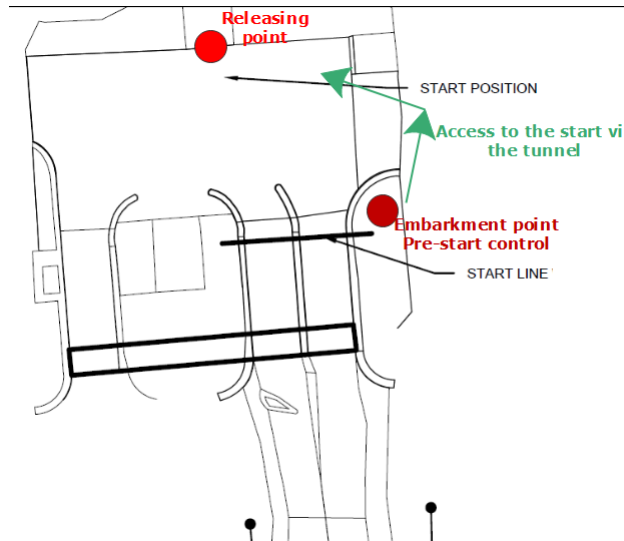 Releasing
point
START POSITION
Access to the start vi
the tunnel
Embarkment point
Pre-start control
START LINE